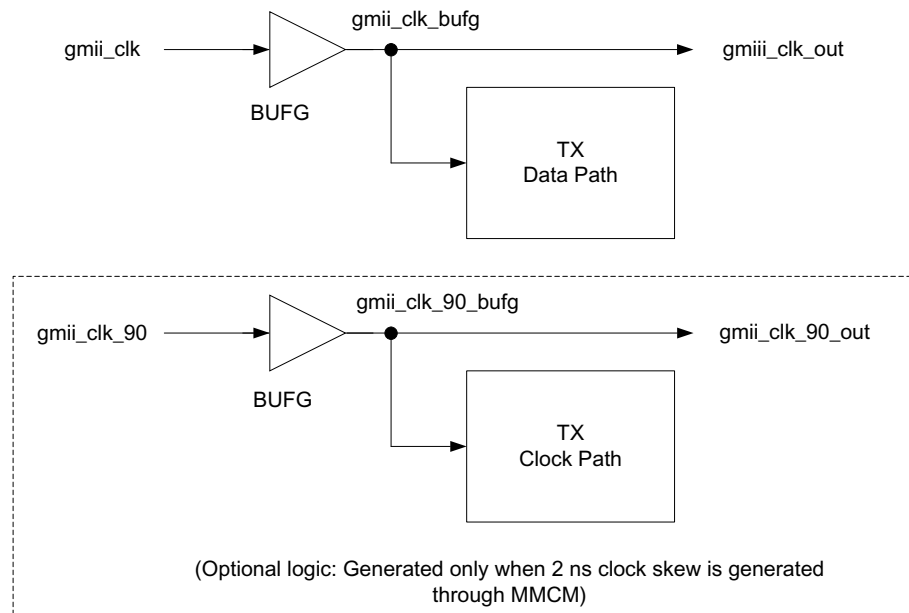 gmii_clk_bufg
gmii_clk
gmiii_clk_out
BUFG
TX
Data Path
gmii_clk_90_bufg
gmii_clk_90
gmii_clk_90_out
BUFG
TX
Clock Path
(Optional logic: Generated only when 2 ns clock skew is generated
through MMCM)